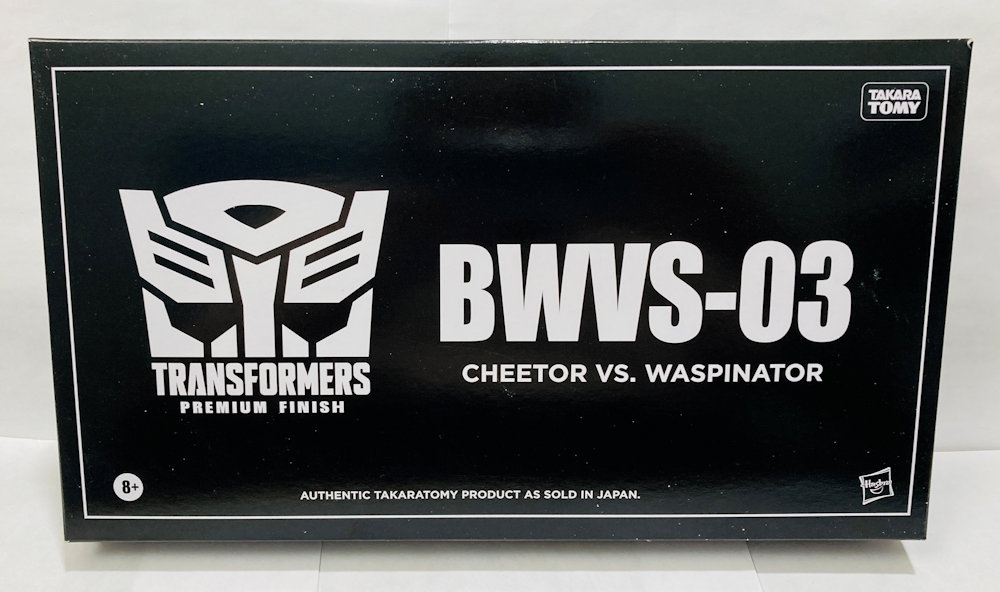 TAKARA
TOMY
BWVS-03
CHEETOR VS. WASPINATOR
TRANSFORMERS
PREMIUM FINISH
8+
AUTHENTIC TAKARATOMY PRODUCT AS SOLD IN JAPAN.
Hasbro